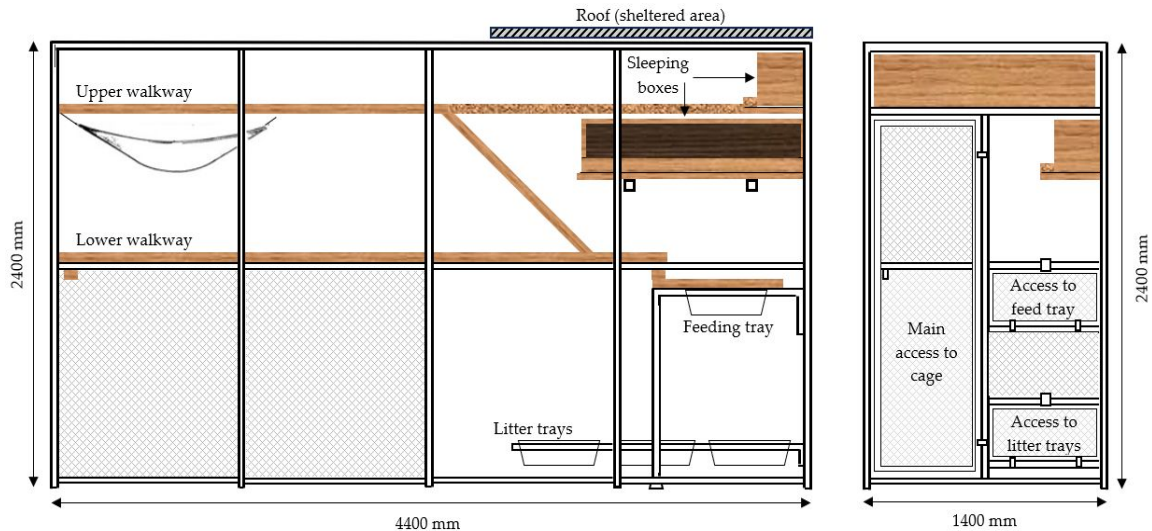 Roof (sheltered area)
Sleeping
boxes
Upper walkway
Lower walkway
2400 mm
Feeding tray
Litter trays
4400 mm
Access to
feed tray
Main
access to
cage
Access to
litter trays
2400 mm
1400 mm